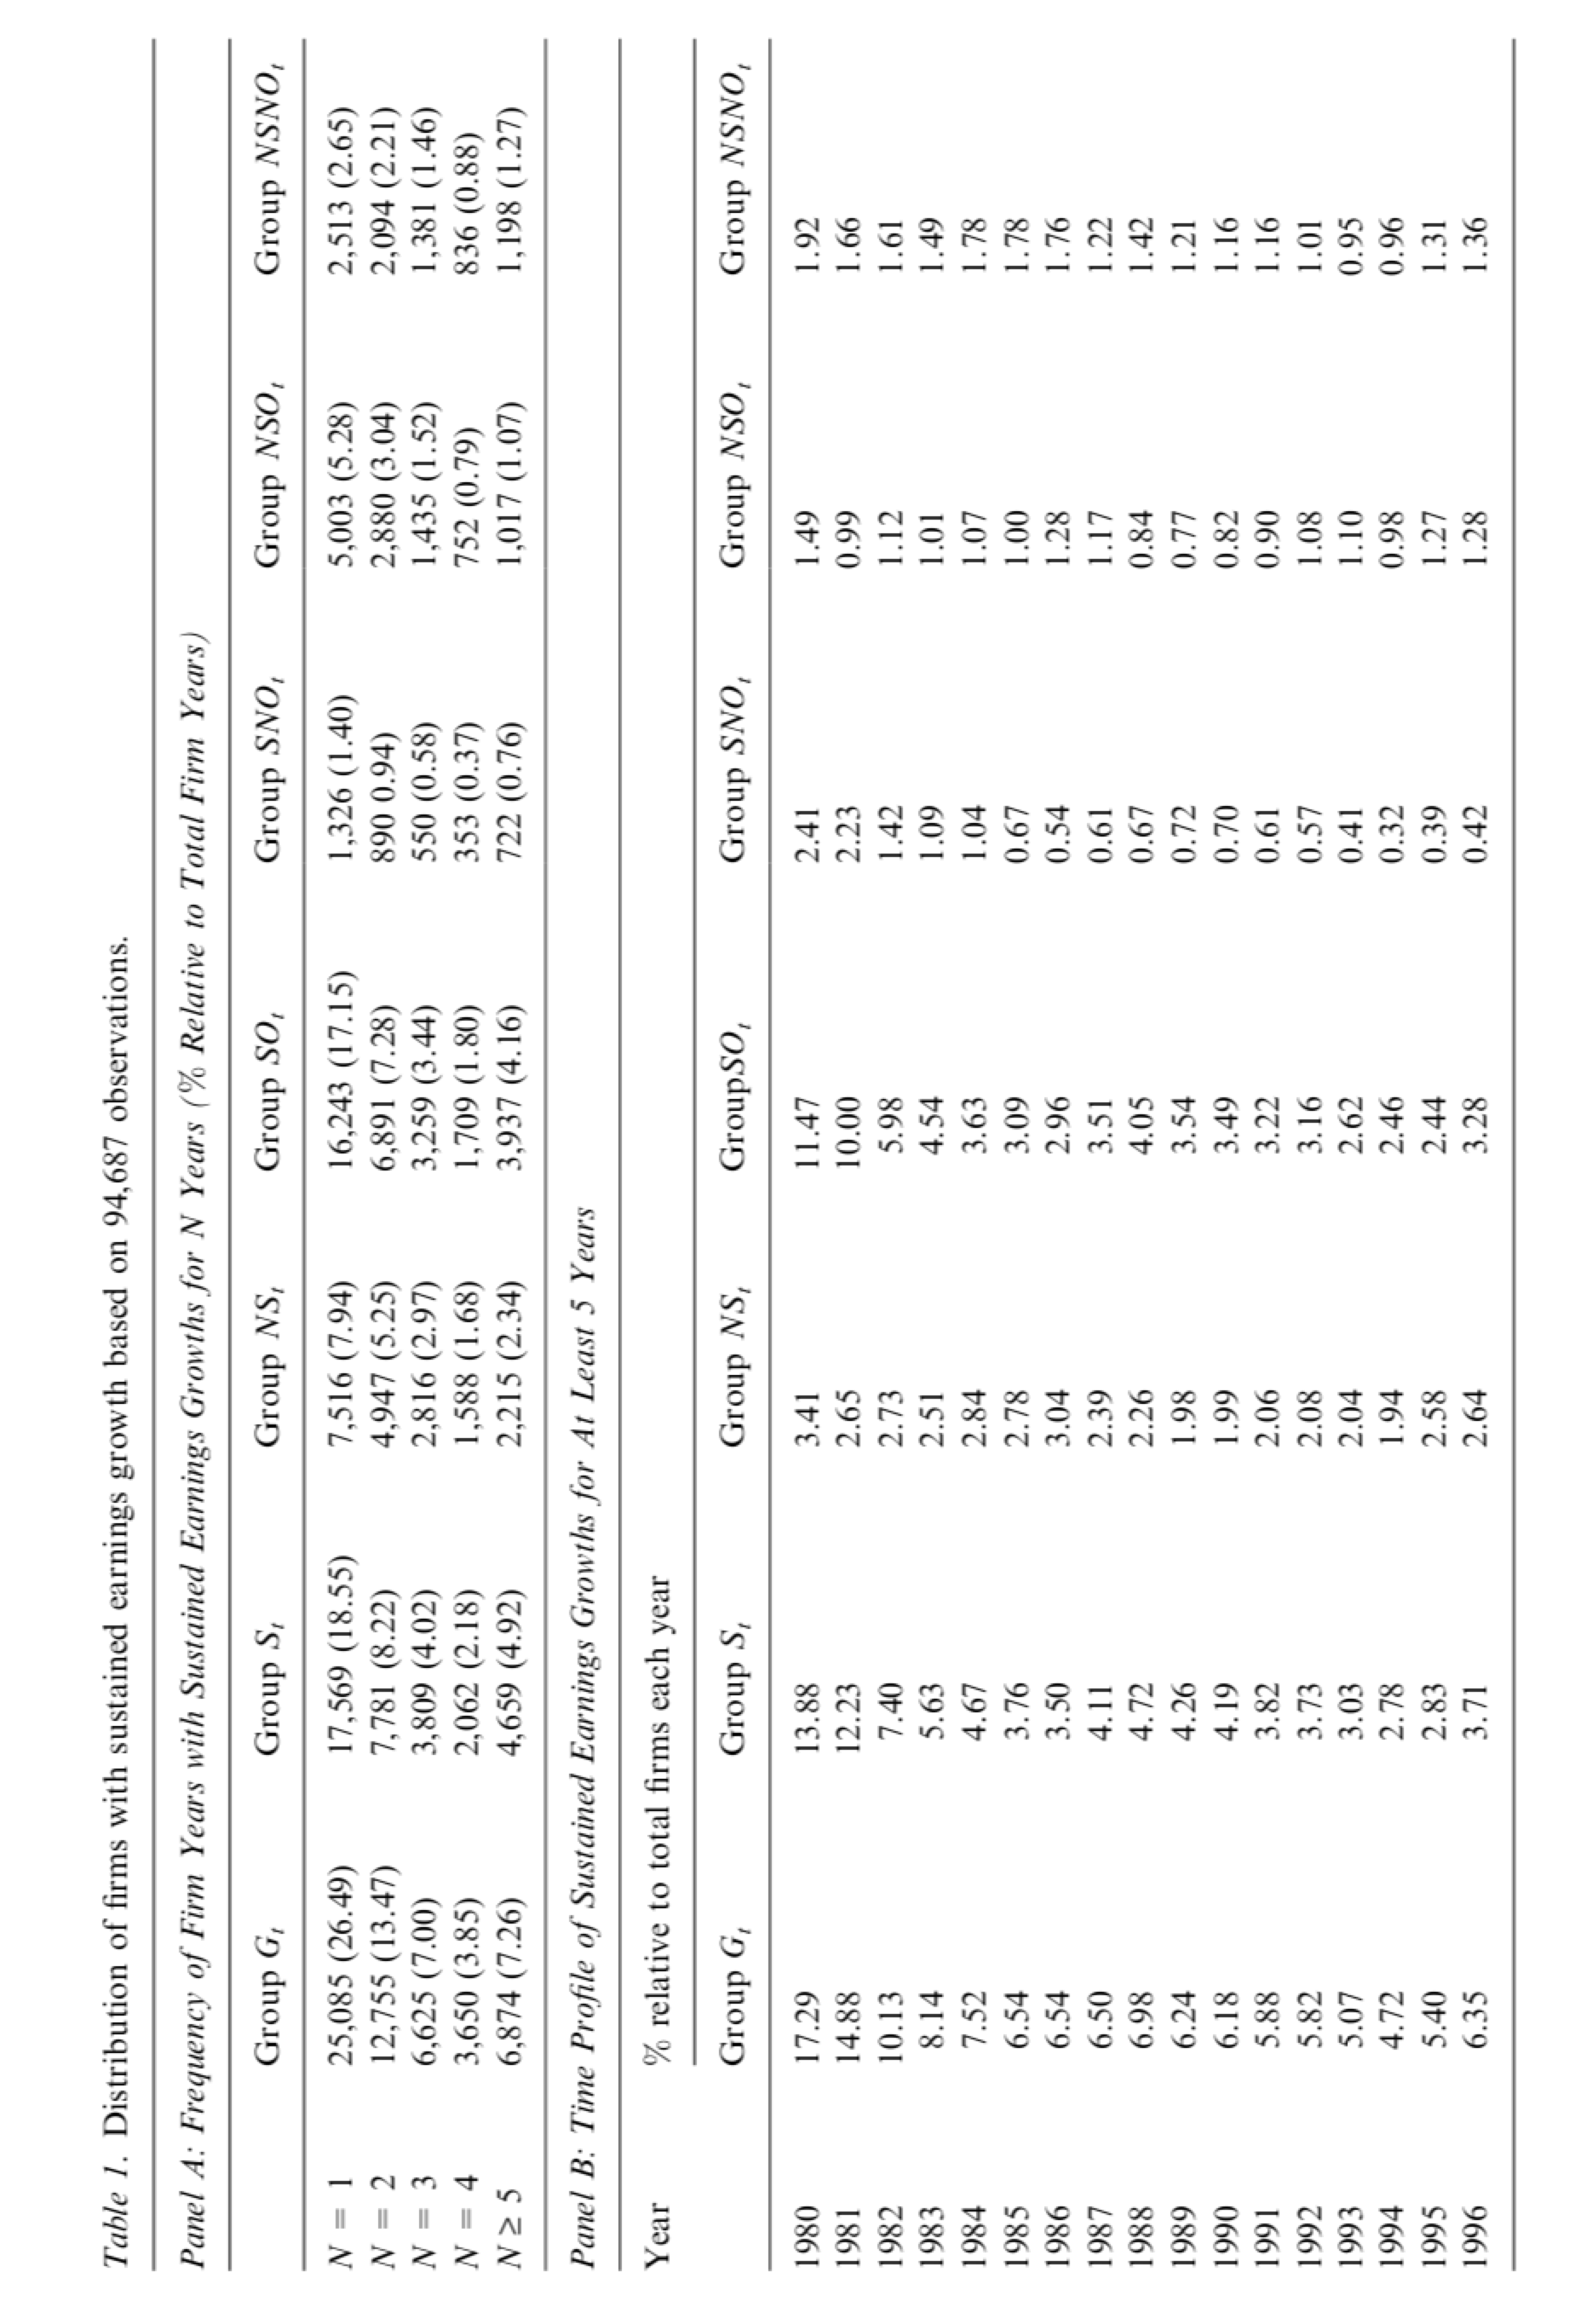 Table 1. Distribution of firms with sustained earnings growth based on 94,687 observations.
Panel A: Frequency of Firm Years with Sustained Earnings Growths for N Years (% Relative to Total Firm Years)
Group Gt Group St Group NSt Group SOt Group SNOt Group NSOt Group NSNOt
N = 1 25,085 (26.49) 17,569 (18.55) 7,516 (7.94) 16,243 (17.15) 1,326 (1.40) 5,003 (5.28) 2,513 (2.65)
N = 2 12,755 (13.47) 7,781 (8.22) 4,947 (5.25) 6,891 (7.28) 890 0.94) 2,880 (3.04) 2,094 (2.21)
N = 3 6,625 (7.00) 3,809 (4.02) 2,816 (2.97) 3,259 (3.44) 550 (0.58) 1,435 (1.52) 1,381 (1.46)
N = 4 3,650 (3.85) 2,062 (2.18) 1,588 (1.68) 1,709 (1.80) 353 (0.37) 752 (0.79) 836 (0.88)
N ≥ 5 6,874 (7.26) 4,659 (4.92) 2,215 (2.34) 3,937 (4.16) 722 (0.76) 1,017 (1.07) 1,198 (1.27)
Panel B: Time Profile of Sustained Earnings Growths for At Least 5 Years
Year % relative to total firms each year
Group Gt Group St Group NSt GroupSOt Group SNOt Group NSOt Group NSNOt
1980 17.29 13.88 3.41 11.47 2.41 1.49 1.92
1981 14.88 12.23 2.65 10.00 2.23 0.99 1.66
1982 10.13 7.40 2.73 5.98 1.42 1.12 1.61
1983 8.14 5.63 2.51 4.54 1.09 1.01 1.49
1984 7.52 4.67 2.84 3.63 1.04 1.07 1.78
1985 6.54 3.76 2.78 3.09 0.67 1.00 1.78
1986 6.54 3.50 3.04 2.96 0.54 1.28 1.76
1987 6.50 4.11 2.39 3.51 0.61 1.17 1.22
1988 6.98 4.72 2.26 4.05 0.67 0.84 1.42
1989 6.24 4.26 1.98 3.54 0.72 0.77 1.21
1990 6.18 4.19 1.99 3.49 0.70 0.82 1.16
1991 5.88 3.82 2.06 3.22 0.61 0.90 1.16
1992 5.82 3.73 2.08 3.16 0.57 1.08 1.01
1993 5.07 3.03 2.04 2.62 0.41 1.10 0.95
1994 4.72 2.78 1.94 2.46 0.32 0.98 0.96
1995 5.40 2.83 2.58 2.44 0.39 1.27 1.31
1996 6.35 3.71 2.64 3.28 0.42 1.28 1.36